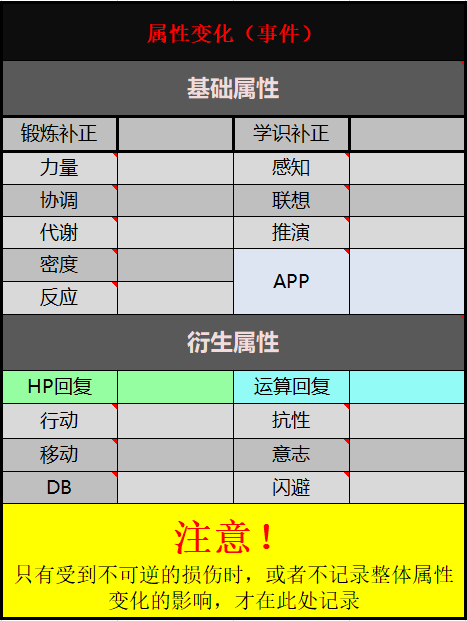 属性变化（事件）
基础属性
锻炼补正 学识补正
力量 感知
协调 联想
代谢 推演
密度 APP
反应
衍生属性
HP回复 运算回复
行动 抗性
移动 意志
DB 闪避
注意！
只有受到不可逆的损伤时，或者不记录整体属性
变化的影响，才在此处记录